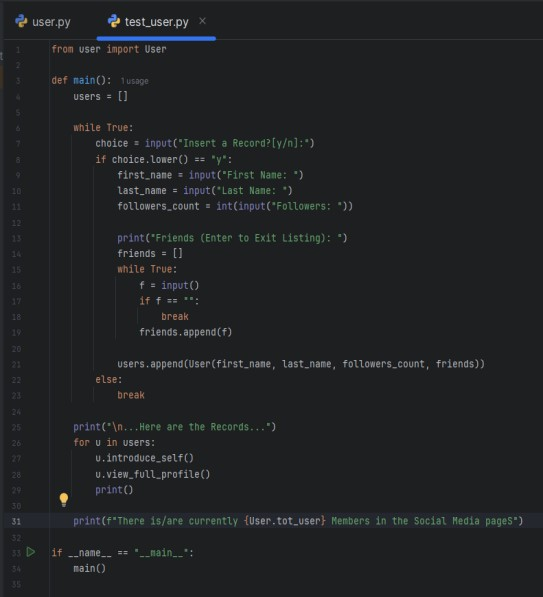 user.py test_user.py
1 from user import User
2
3 def main(): 1 usage
4 users = []
5
6 while True:
7 choice = input("Insert a Record?[y/n]:")
8 if choice.lower() == "y":
9 first_name = input("First Name: ")
10 last_name = input("Last Name: ")
11 followers_count = int(input("Followers: "))
12
13 print("Friends (Enter to Exit Listing): ")
14 friends = []
15 while True:
16 f = input()
17 if f == "":
18 break
19 friends.append(f)
20
21 users.append(User(first_name, last_name, followers_count, friends))
22 else:
23 break
24
25 print("\n...Here are the Records...")
26 for u in users:
27 u.introduce_self()
28 u.view_full_profile()
29 print()
30
31 print(f"There is/are currently {User.tot_user} Members in the Social Media pageS")
32
33 if __name__ == "__main__":
34 main()
35